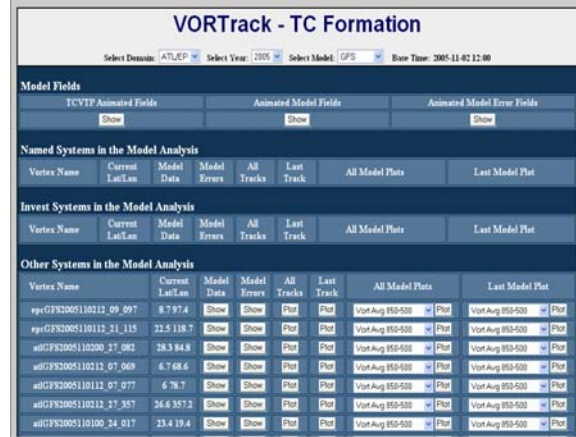 VORTrack - TC Formation
Select Domain: ATL/EP Select Year: 2005 Select Model: GFS Base Time: 2005-11-02 12:00
Model Fields
TCVTP Animated Fields Animated Model Fields Animated Model Error Fields
Show Show Show
Named Systems in the Model Analysis
Vortex Name Current Lat/Lon Model Data Model Errors All Tracks Last Track All Model Plots Last Model Plot
Invest Systems in the Model Analysis
Vortex Name Current Lat/Lon Model Data Model Errors All Tracks Last Track All Model Plots Last Model Plot
Other Systems in the Model Analysis
Vortex Name Current Lat/Lon Model Data Model Errors All Tracks Last Track All Model Plots Last Model Plot
eprGFS2005110212_09_097 8.7 97.4 Show Show Plot Plot Vort Avg 850-500 Plot Vort Avg 850-500 Plot
eprGFS2005110112_21_115 22.5 118.7 Show Show Plot Plot Vort Avg 850-500 Plot Vort Avg 850-500 Plot
atlGFS2005110200_27_082 28.3 84.8 Show Show Plot Plot Vort Avg 850-500 Plot Vort Avg 850-500 Plot
atlGFS2005110212_07_069 6.7 68.6 Show Show Plot Plot Vort Avg 850-500 Plot Vort Avg 850-500 Plot
atlGFS2005110112_07_077 6 78.7 Show Show Plot Plot Vort Avg 850-500 Plot Vort Avg 850-500 Plot
atlGFS2005110212_27_357 26.6 357.2 Show Show Plot Plot Vort Avg 850-500 Plot Vort Avg 850-500 Plot
atlGFS2005110100_24_017 23.4 19.4 Show Show Plot Plot Vort Avg 850-500 Plot Vort Avg 850-500 Plot